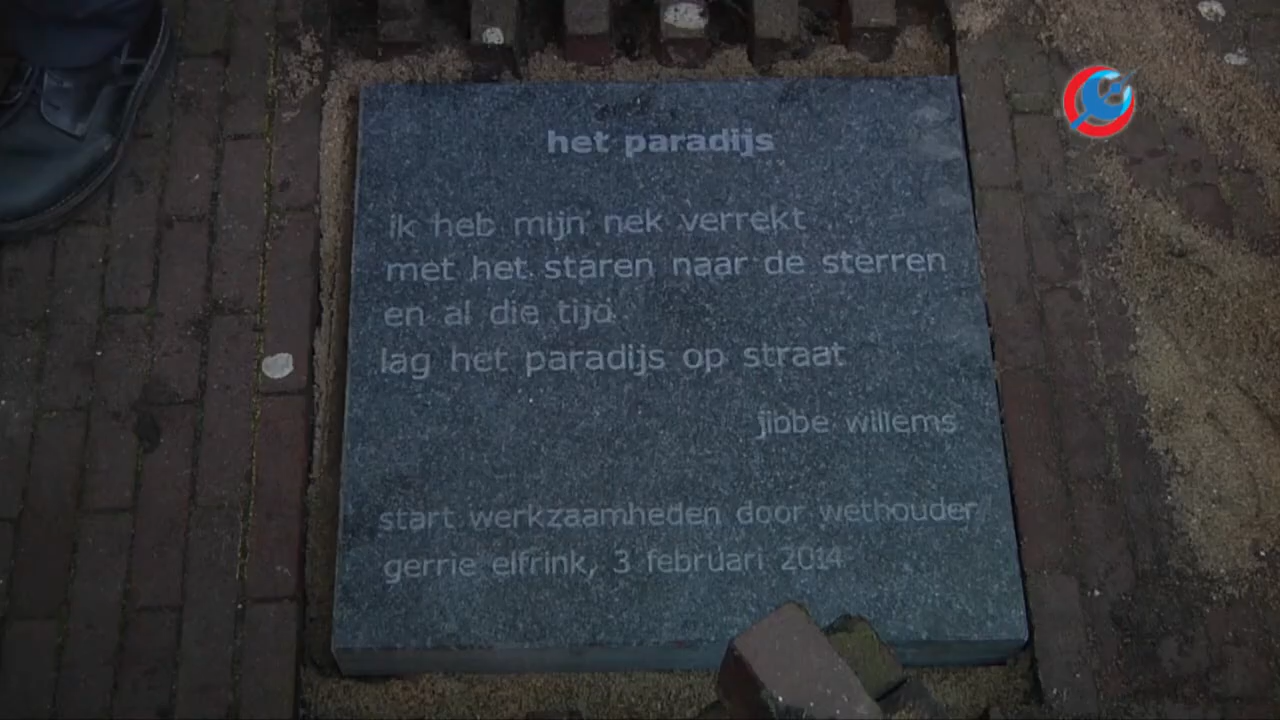 het paradijs
ik heb mijn nek verrekt
met het staren naar de sterren
en al die tijd
lag het paradijs op straat
jibbe willems
start werkzaamheden door wethouder
gerrie elfrink, 3 februari 2014